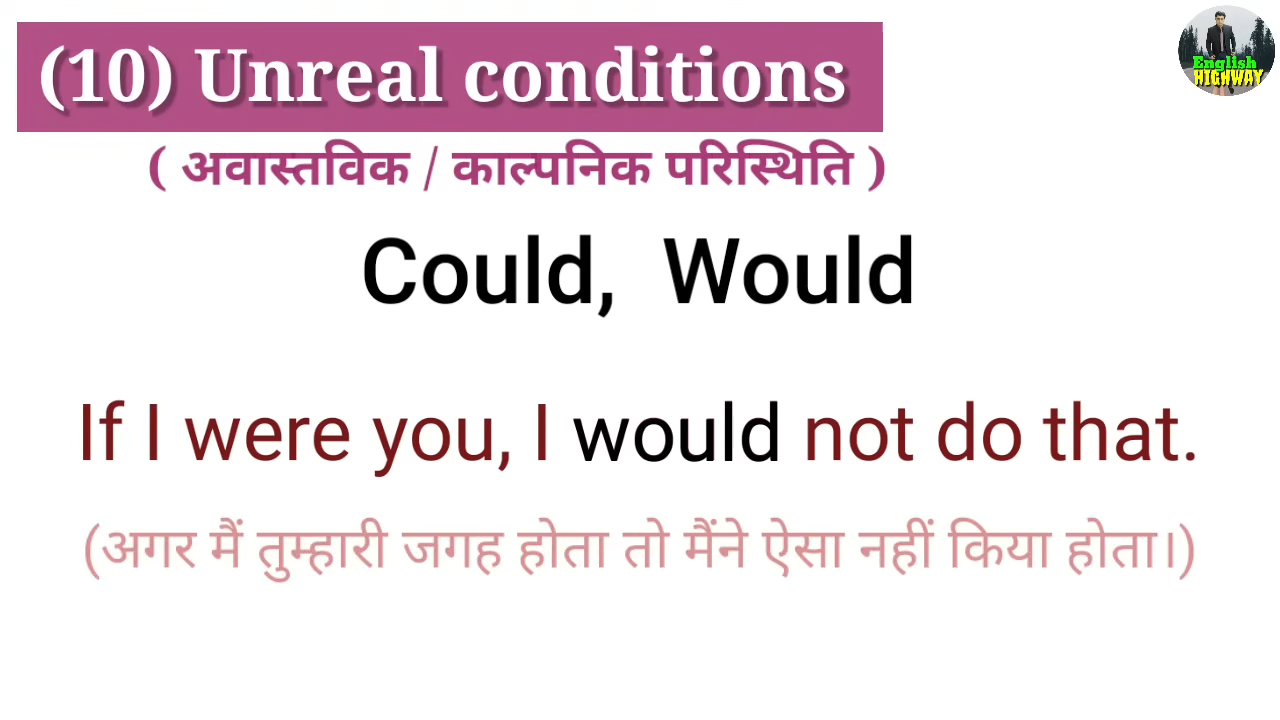 (10) Unreal conditions
English
HIGHWAY
( अवास्तविक / काल्पनिक परिस्थिति )
Could, Would
If I were you, I would not do that.
(अगर मैं तुम्हारी जगह होता तो मैंने ऐसा नहीं किया होता।)